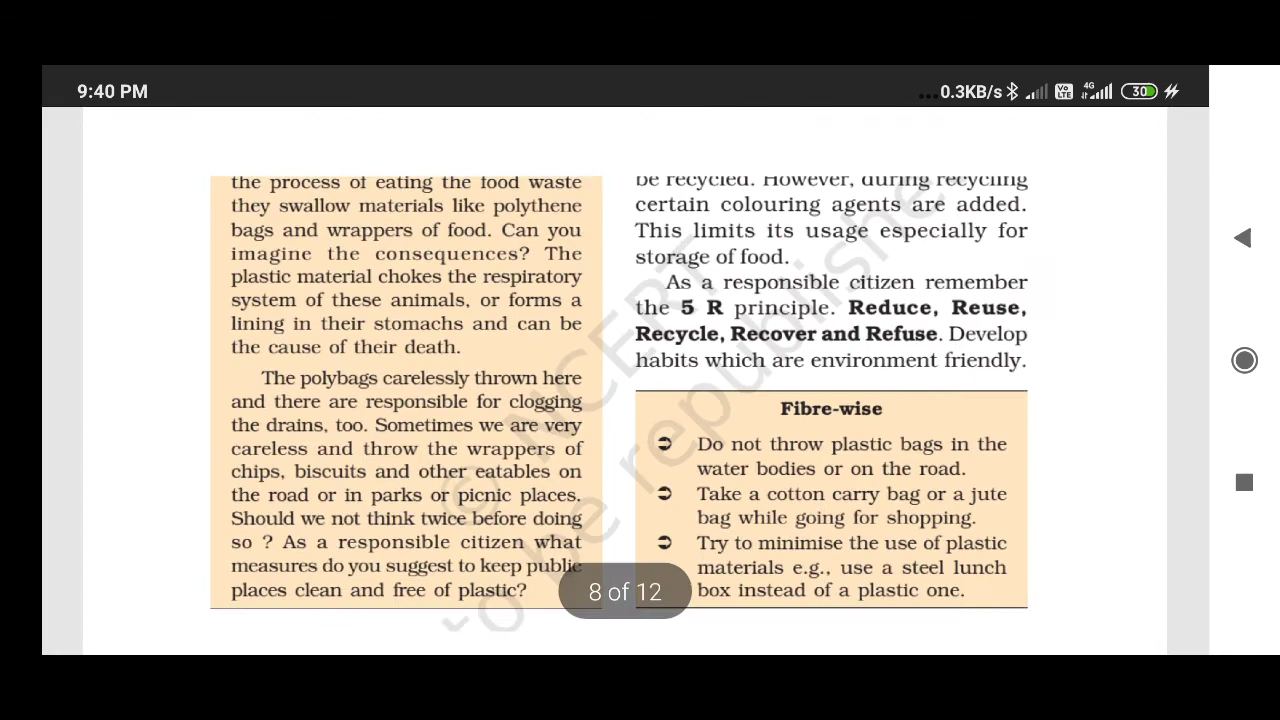 9:40 PM
...0.3KB/s
Vo LTE
4G
30
the process of eating the food waste
they swallow materials like polythene
bags and wrappers of food. Can you
imagine the consequences? The
plastic material chokes the respiratory
system of these animals, or forms a
lining in their stomachs and can be
the cause of their death.
The polybags carelessly thrown here
and there are responsible for clogging
the drains, too. Sometimes we are very
careless and throw the wrappers of
chips, biscuits and other eatables on
the road or in parks or picnic places.
Should we not think twice before doing
so ? As a responsible citizen what
measures do you suggest to keep public
places clean and free of plastic?
be recycled. However, during recycling
certain colouring agents are added.
This limits its usage especially for
storage of food.
As a responsible citizen remember
the 5 R principle. Reduce, Reuse,
Recycle, Recover and Refuse. Develop
habits which are environment friendly.
Fibre-wise
➲ Do not throw plastic bags in the
water bodies or on the road.
➲ Take a cotton carry bag or a jute
bag while going for shopping.
➲ Try to minimise the use of plastic
materials e.g., use a steel lunch
box instead of a plastic one.
8 of 12
© NCERT
to be republishe